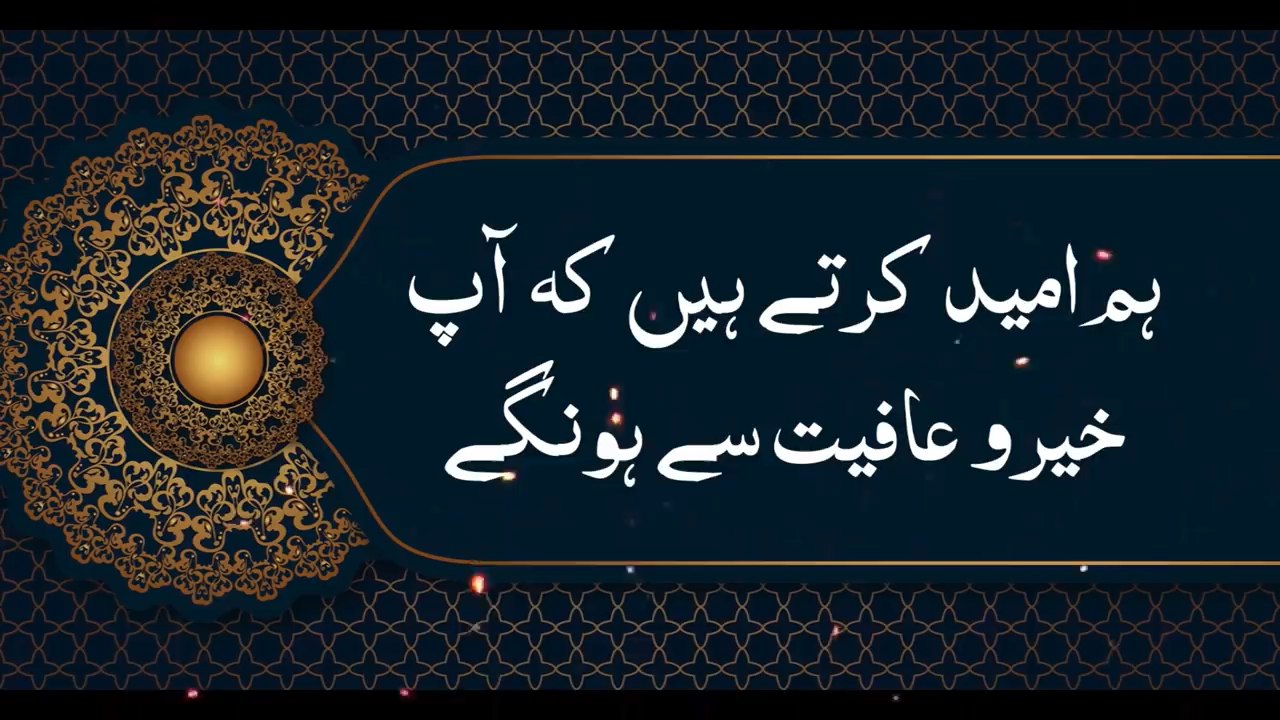 ہم امید کرتے ہیں کہ آپ
خیر و عافیت سے ہونگے